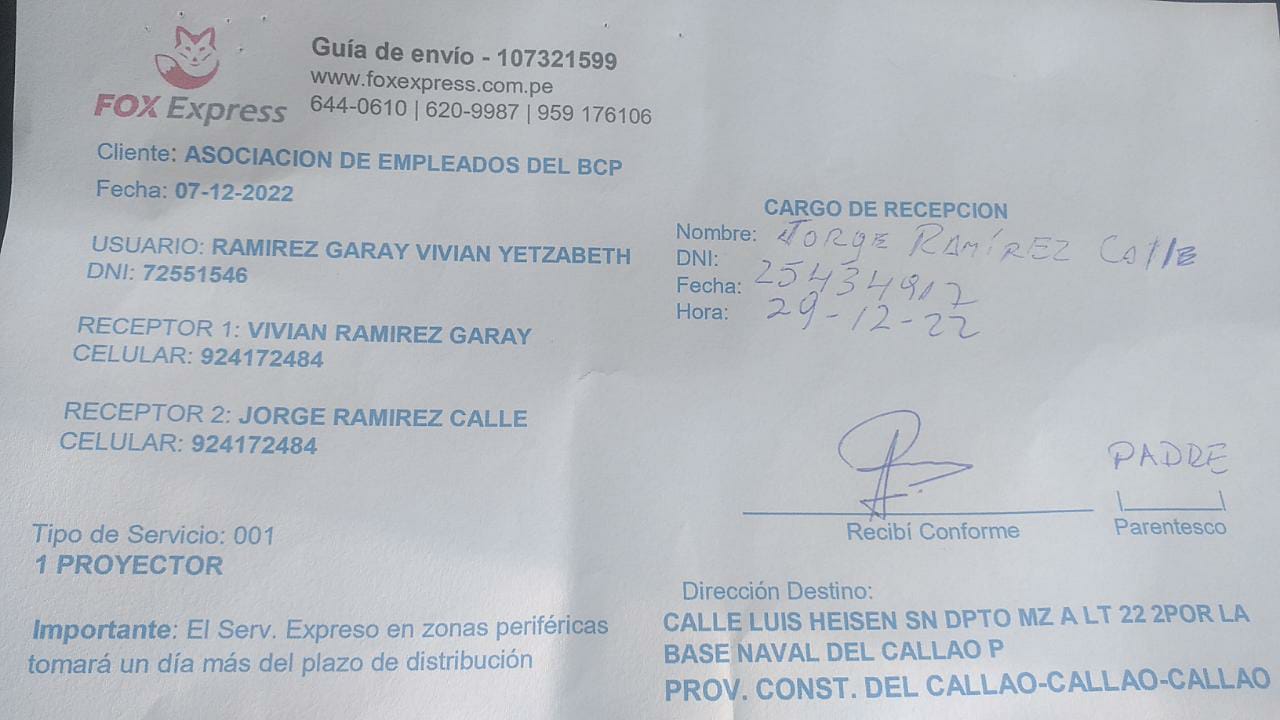 FOX Express
Guía de envío - 107321599
www.foxexpress.com.pe
644-0610 | 620-9987 | 959 176106
Cliente: ASOCIACION DE EMPLEADOS DEL BCP
Fecha: 07-12-2022
USUARIO: RAMIREZ GARAY VIVIAN YETZABETH
DNI: 72551546
RECEPTOR 1: VIVIAN RAMIREZ GARAY
CELULAR: 924172484
RECEPTOR 2: JORGE RAMIREZ CALLE
CELULAR: 924172484
Tipo de Servicio: 001
1 PROYECTOR
Importante: El Serv. Expreso en zonas periféricas
tomará un día más del plazo de distribución
CARGO DE RECEPCION
Nombre: JORGE RAMÍREZ CALLE
DNI: 25434917
Fecha: 29-12-22
Hora:
PADRE
Recibí Conforme
Parentesco
Dirección Destino:
CALLE LUIS HEISEN SN DPTO MZ A LT 22 2POR LA
BASE NAVAL DEL CALLAO P
PROV. CONST. DEL CALLAO-CALLAO-CALLAO